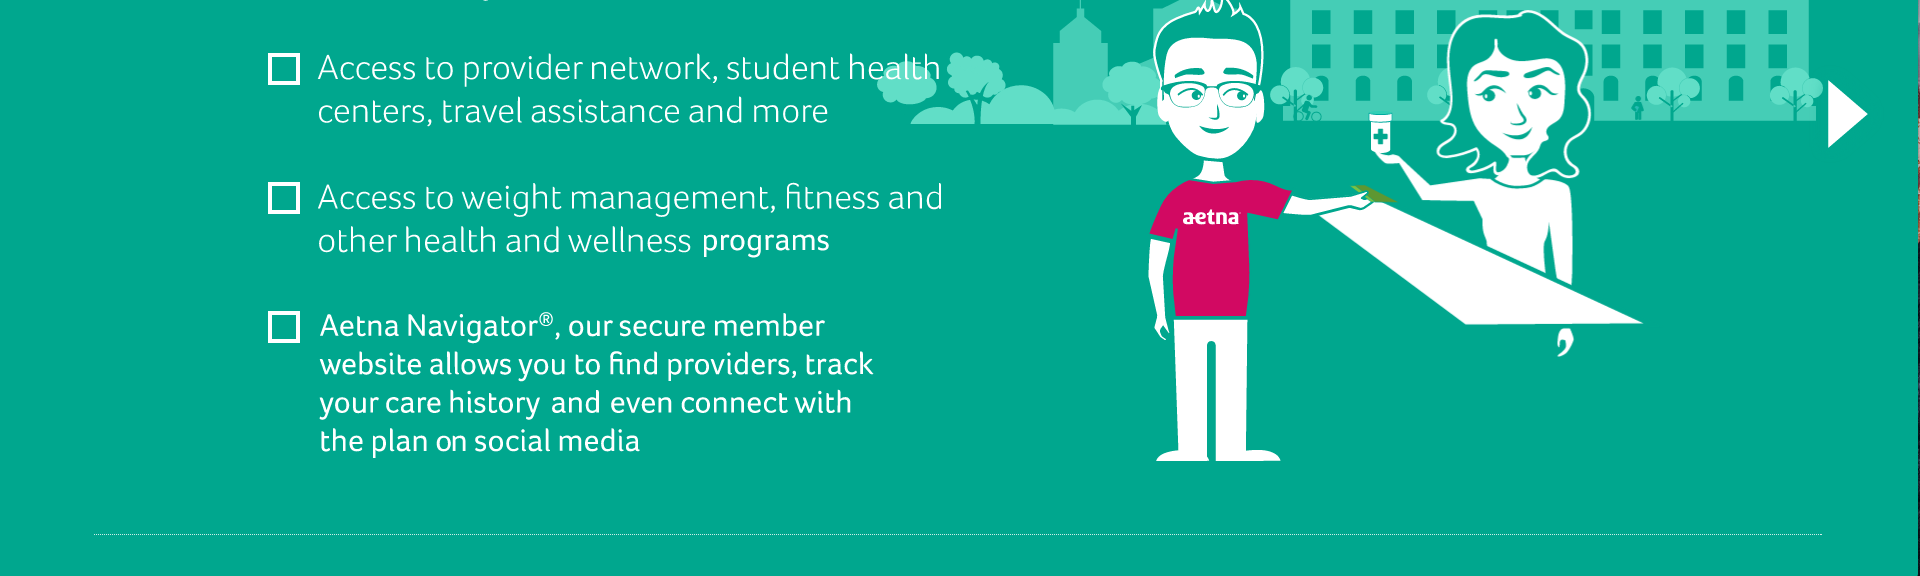 Access to provider network, student health
centers, travel assistance and more
Access to weight management, fitness and
other health and wellness programs
Aetna Navigator®, our secure member
website allows you to find providers, track
your care history and even connect with
the plan on social media
aetna